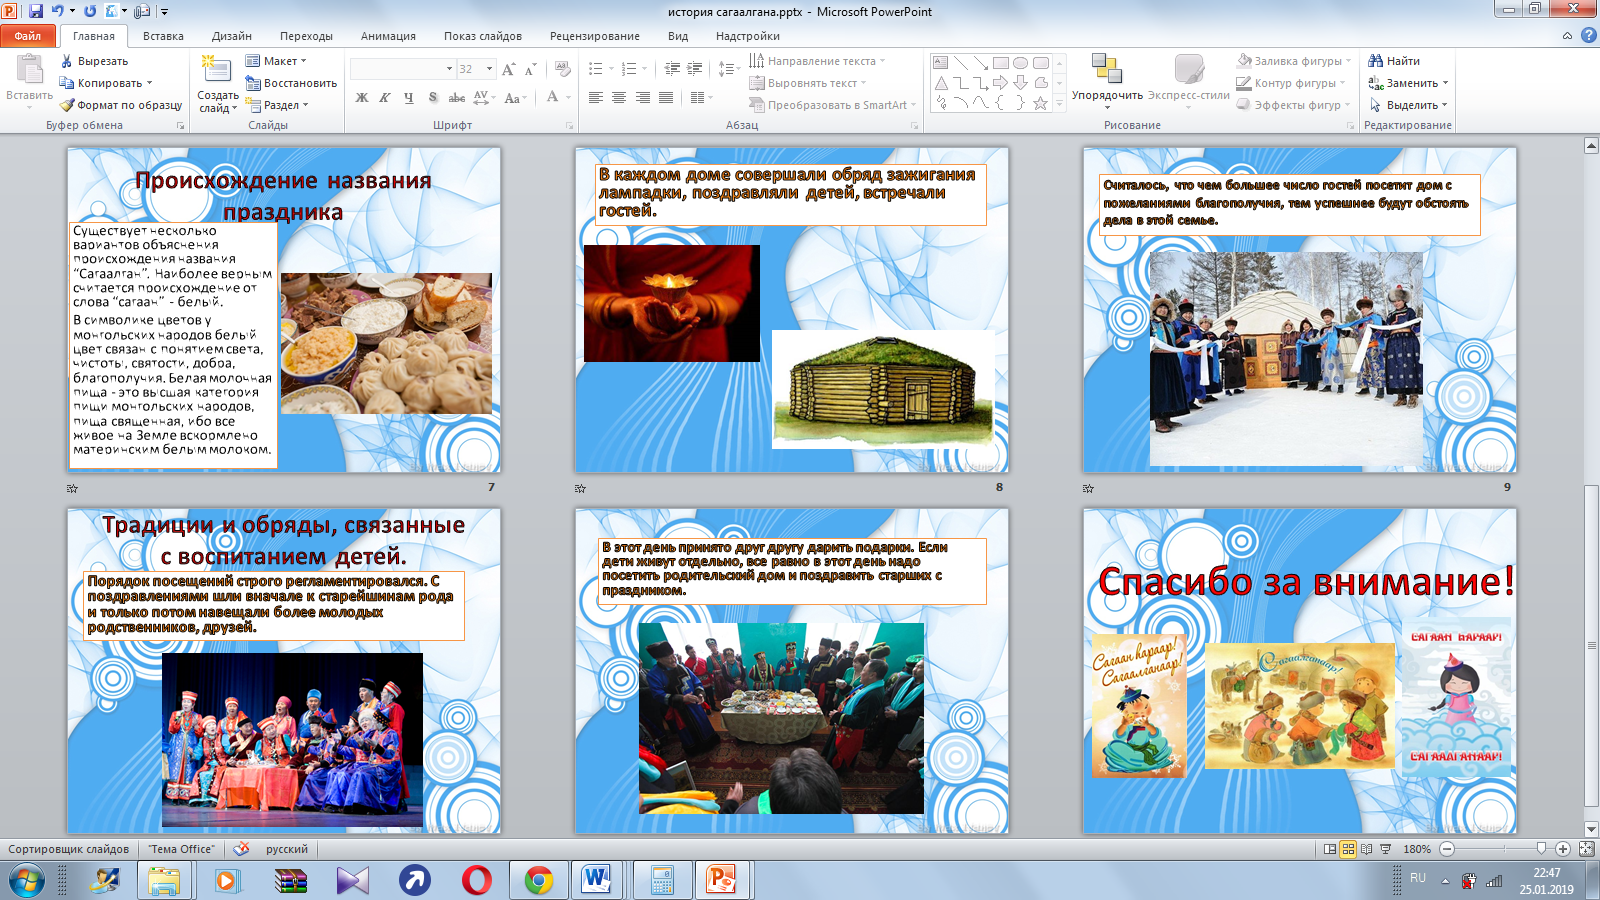 история сагаалгана.pptx - Microsoft PowerPoint
Файл Главная Вставка Дизайн Переходы Анимация Показ слайдов Рецензирование Вид Надстройки
Вставить
Вырезать
Копировать
Формат по образцу
Буфер обмена
Создать слайд
Макет
Восстановить
Раздел
Слайды
32
Ж К Ч S abc AV Aa A
Шрифт
Направление текста
Выровнять текст
Преобразовать в SmartArt
Абзац
Упорядочить
Экспресс-стили
Заливка фигуры
Контур фигуры
Эффекты фигур
Рисование
Найти
Заменить
Выделить
Редактирование
Происхождение названия
праздника
Существует несколько
вариантов объяснения
происхождения названия
“Сагаалган”. Наиболее верным
считается происхождение от
слова “сагаан” - белый.
В символике цветов у
монгольских народов белый
цвет связан с понятием света,
чистоты, святости, добра,
благополучия. Белая молочная
пища - это высшая категория
пищи монгольских народов,
пища священная, ибо все
живое на Земле вскормлено
материнским белым молоком.
7
В каждом доме совершали обряд зажигания
лампадки, поздравляли детей, встречали
гостей.
8
Считалось, что чем большее число гостей посетит дом с
пожеланиями благополучия, тем успешнее будут обстоять
дела в этой семье.
9
Традиции и обряды, связанные
с воспитанием детей.
Порядок посещений строго регламентировался. С
поздравлениями шли вначале к старейшинам рода
и только потом навещали более молодых
родственников, друзей.
В этот день принято друг другу дарить подарки. Если
дети живут отдельно, все равно в этот день надо
посетить родительский дом и поздравить старших с
праздником.
Спасибо за внимание!
Сагаан һараар!
Сагаалганаар!
Сагаалганаар!
САГААН ҺАРААР!
САГААЛГАНААР!
Сортировщик слайдов "Тема Office" русский 180%
RU
22:47
25.01.2019